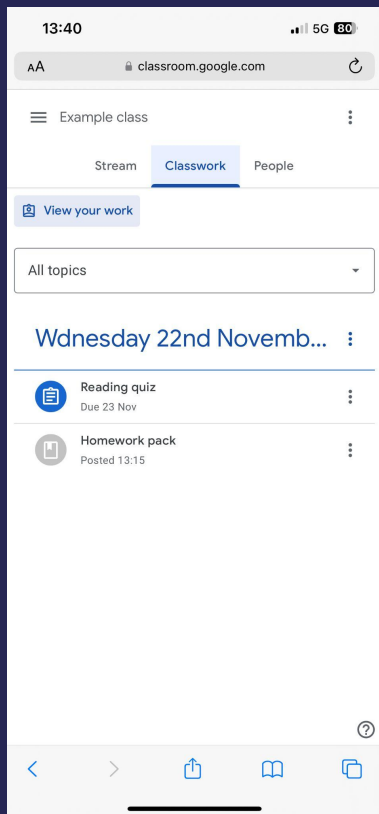 13:40 5G 80
AA classroom.google.com
Example class
Stream Classwork People
View your work
All topics
Wdnesday 22nd Novemb...
Reading quiz
Due 23 Nov
Homework pack
Posted 13:15
?